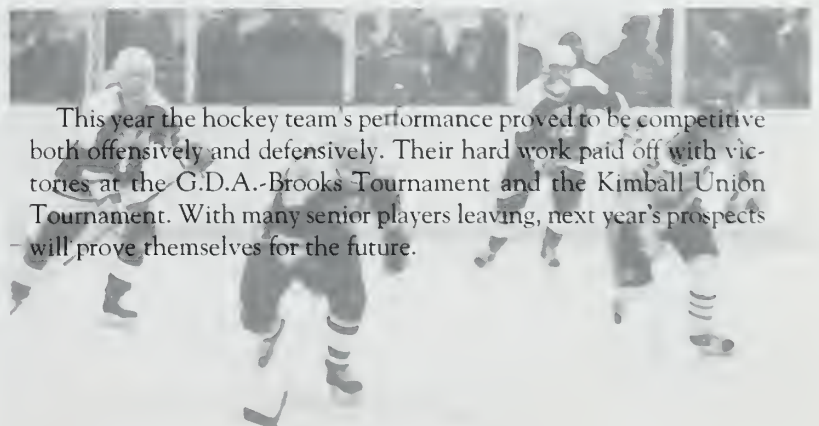 This year the hockey team's performance proved to be competitive
both offensively and defensively. Their hard work paid off with vic-
tories at the G.D.A.-Brooks Tournament and the Kimball Union
Tournament. With many senior players leaving, next year's prospects
will prove themselves for the future.